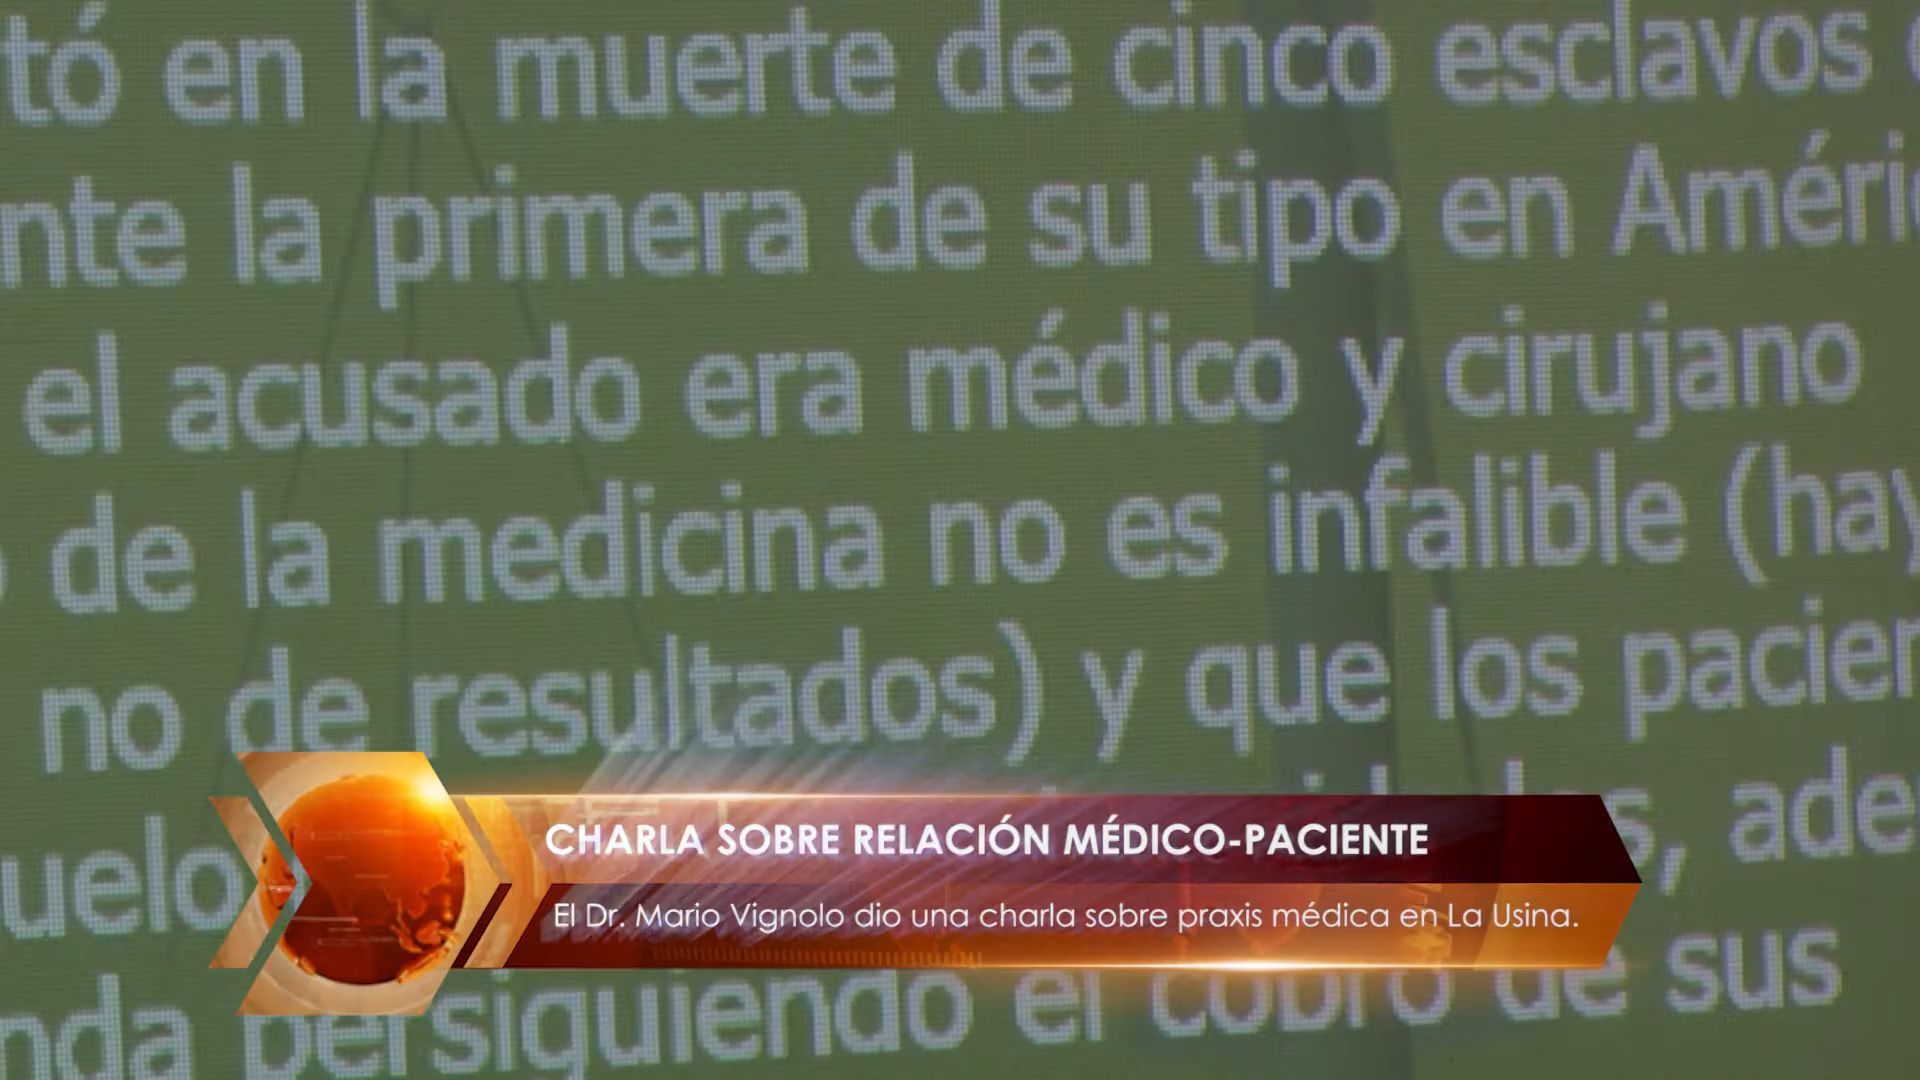 tó en la muerte de cinco esclavos
nte la primera de su tipo en Améri
el acusado era médico y cirujano
de la medicina no es infalible (hay
no de resultados) y que los pacien
s, ade
uelo
nda persiguiendo el cobro de sus
CHARLA SOBRE RELACIÓN MÉDICO-PACIENTE
El Dr. Mario Vignolo dio una charla sobre praxis médica en La Usina.